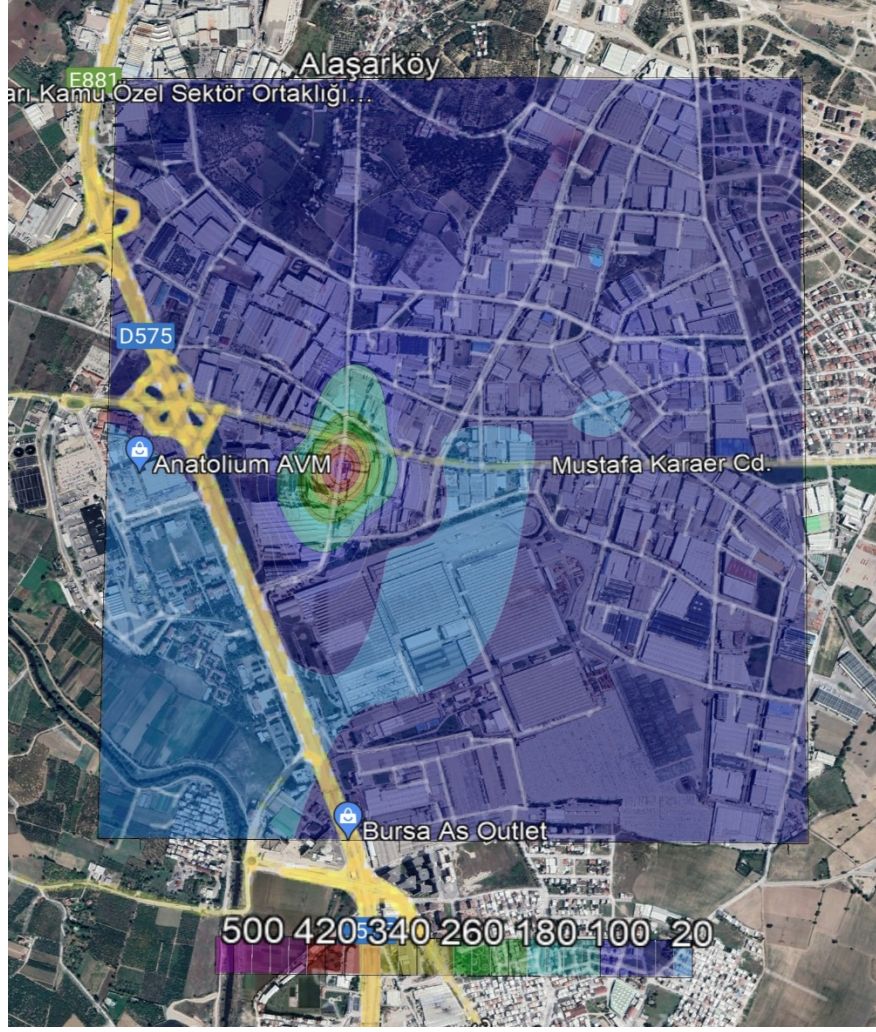 Alaşarköy
E881
arı Kamu Özel Sektör Ortaklığı...
D575
Anatolium AVM
Mustafa Karaer Cd.
Bursa As Outlet
500 420 340 260 180 100 -20